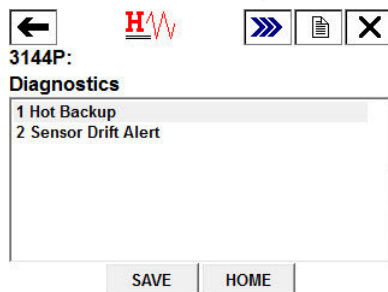 H
3144P:
Diagnostics
1 Hot Backup
2 Sensor Drift Alert
SAVE
HOME